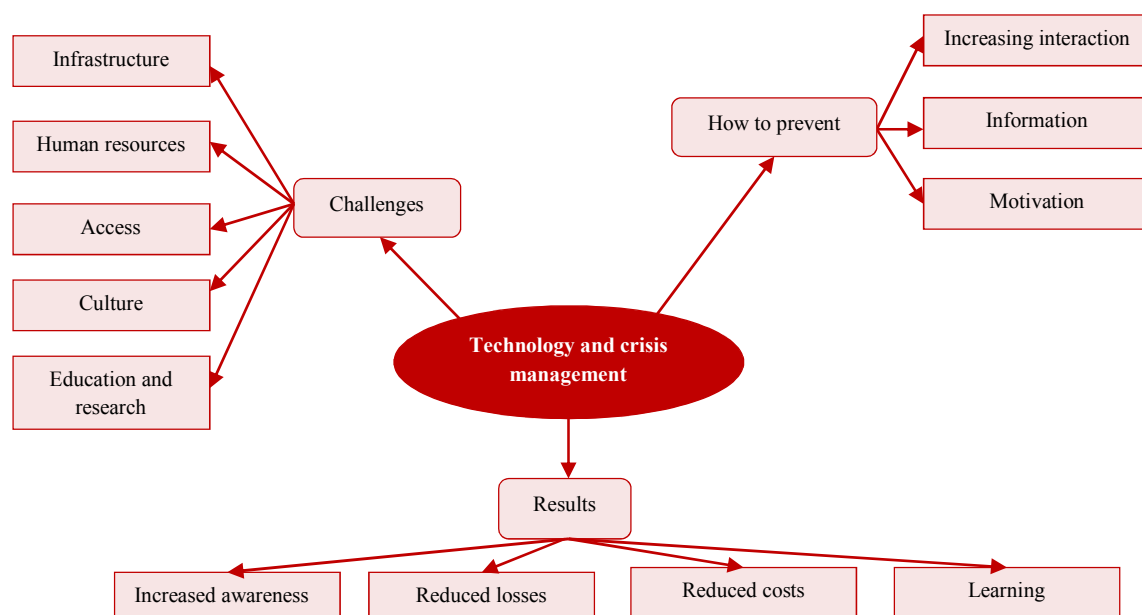 Infrastructure
Human resources
Access
Culture
Education and
research
Challenges
How to prevent
Increasing interaction
Information
Motivation
Technology and crisis
management
Results
Increased awareness
Reduced losses
Reduced costs
Learning